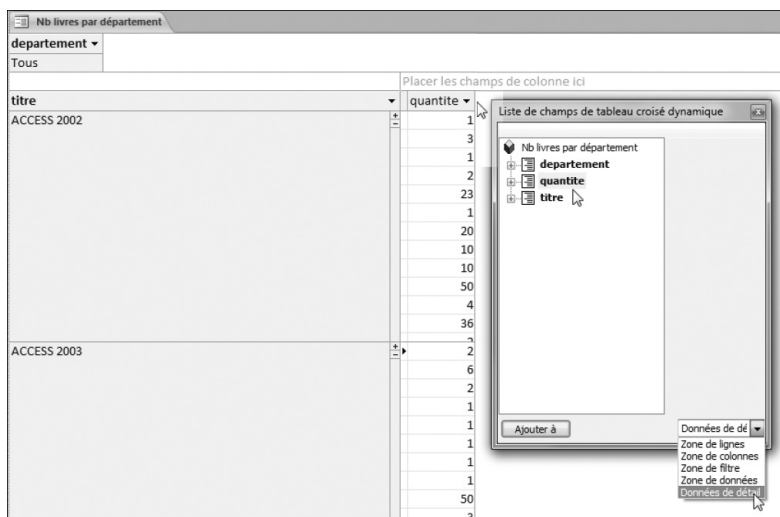 Nb livres par département
departement
Tous
Placer les champs de colonne ici
titre
quantite
ACCESS 2002
1
3
1
2
23
1
20
10
10
50
4
36
ACCESS 2003
2
6
2
1
1
1
1
1
50
Liste de champs de tableau croisé dynamique
Nb livres par département
departement
quantite
titre
Ajouter à
Données de dé
Zone de lignes
Zone de colonnes
Zone de filtre
Zone de données
Données de détail